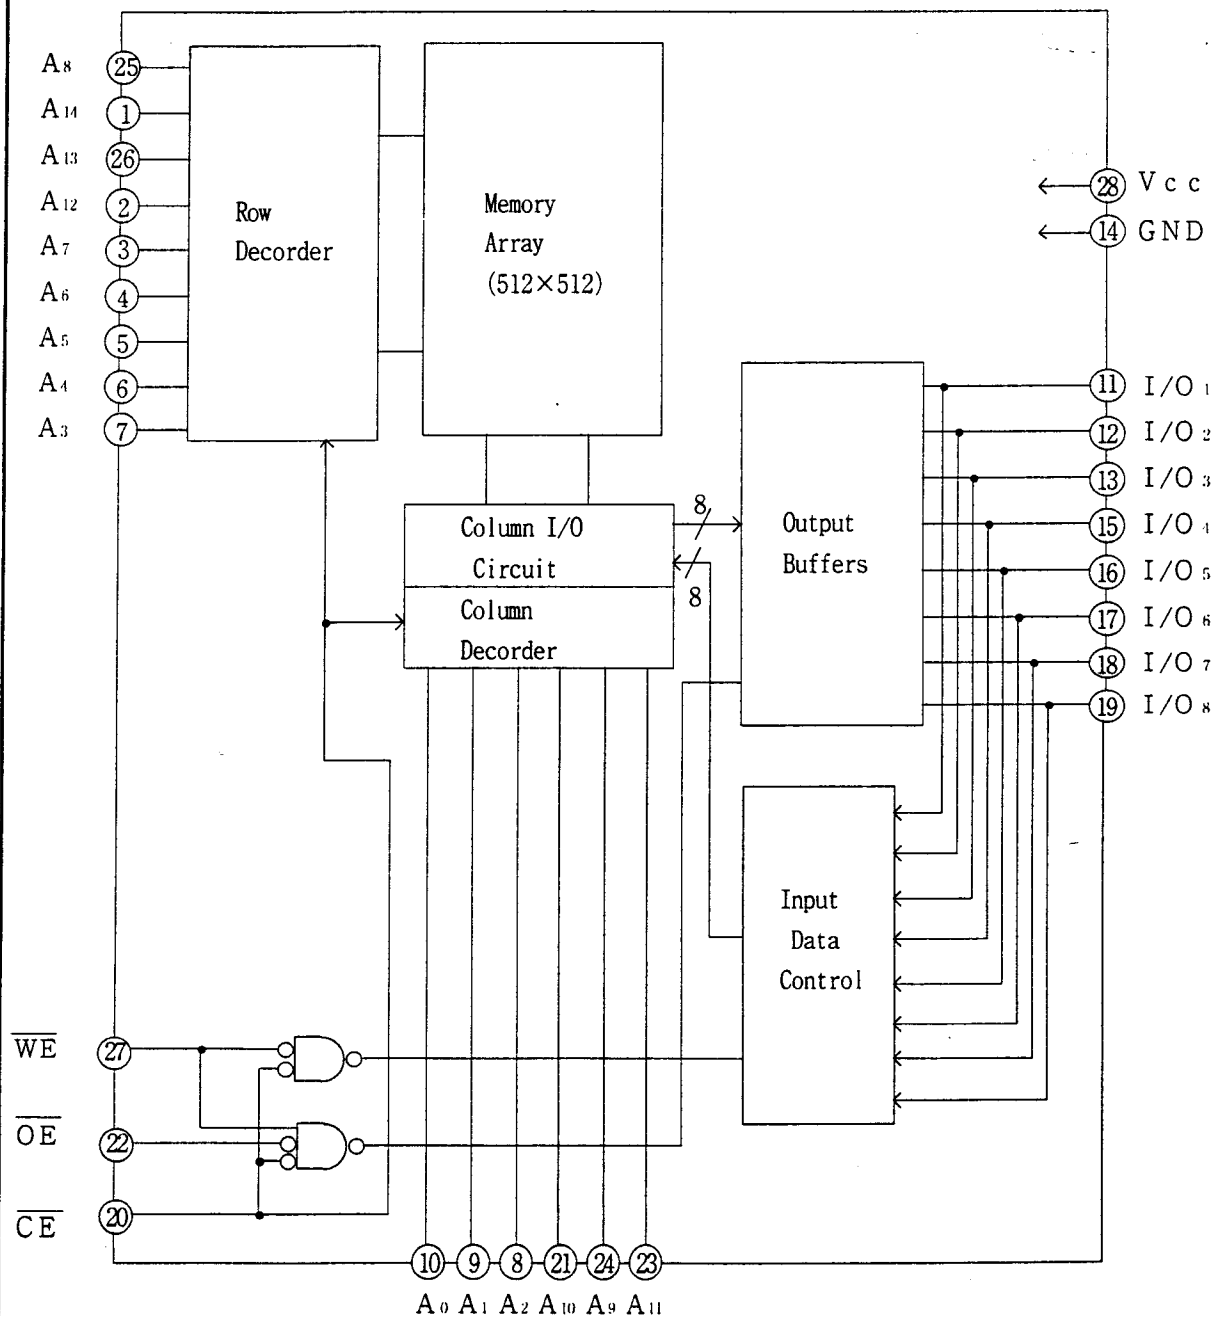 A8 25
A14 1
A13 26
A12 2
A7 3
A6 4
A5 5
A4 6
A3 7
Row
Decorder
Memory
Array
(512×512)
28 Vcc
14 GND
Column I/O
Circuit
Column
Decorder
8
8
Output
Buffers
11 I/O1
12 I/O2
13 I/O3
15 I/O4
16 I/O5
17 I/O6
18 I/O7
19 I/O8
Input
Data
Control
W̅E̅ 27
O̅E̅ 22
C̅E̅ 20
10 9 8 21 24 23
A0 A1 A2 A10 A9 A11